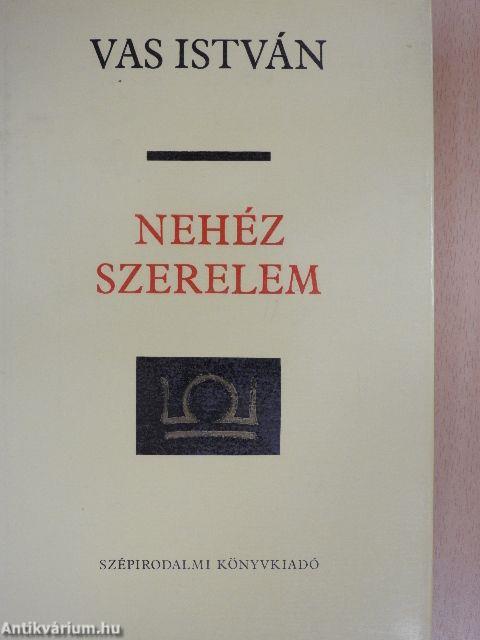 VAS ISTVÁN
NEHÉZ
SZERELEM
SZÉPIRODALMI KÖNYVKIADÓ
Antikvárium.hu